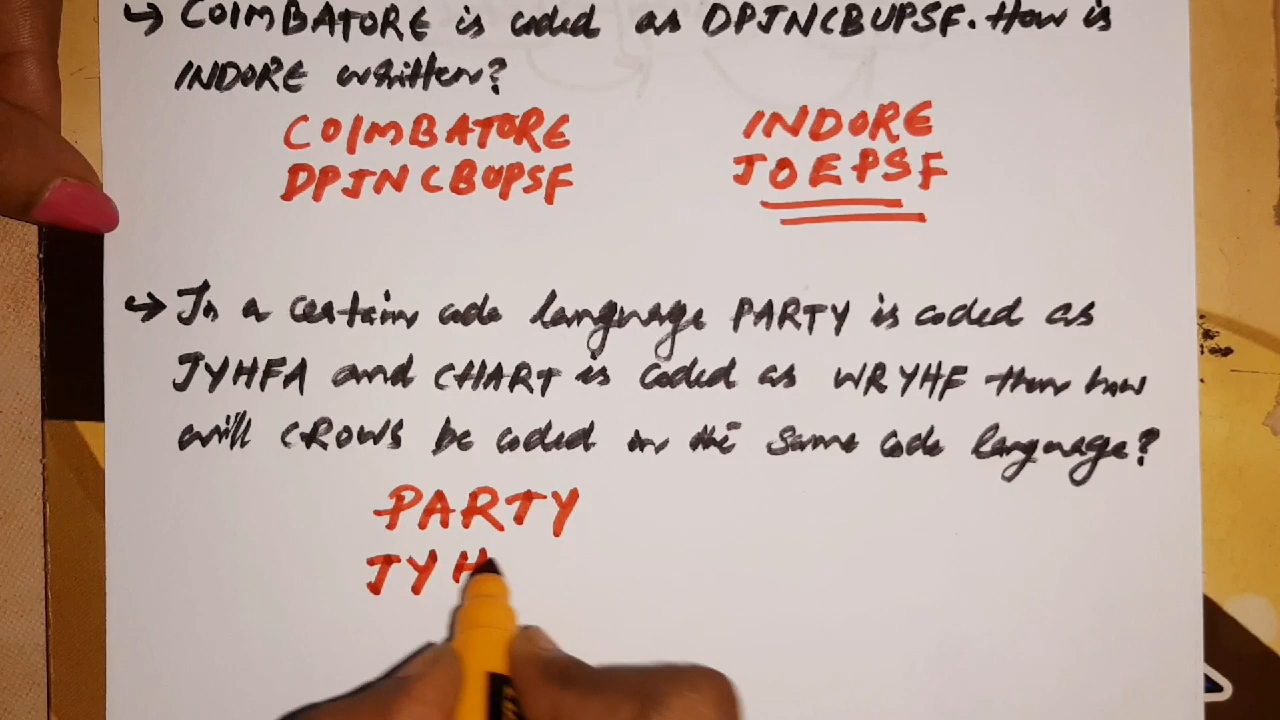 ↳ COIMBATORE is coded as DPJNCBUPSF. How is
INDORE written?
COIMBATORE INDORE
DPJNCBUPSF JOEPSF
↳ In a certain code language PARTY is coded as
JYHFA and CHART is coded as WRYHF then how
will CROWS be coded in the same code language?
PARTY
JYH